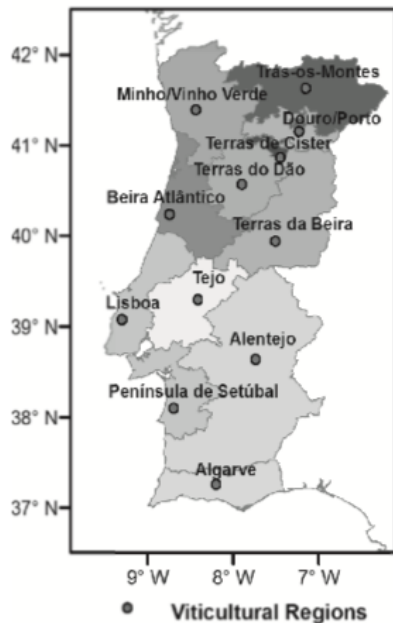 42° N
Trás-os-Montes
Minho/Vinho Verde
Douro/Porto
41° N
Terras de Cister
Terras do Dão
Beira Atlântico
Terras da Beira
40° N
Tejo
Lisboa
39° N
Alentejo
Península de Setúbal
38° N
Algarve
37° N
9° W 8° W 7° W
Viticultural Regions